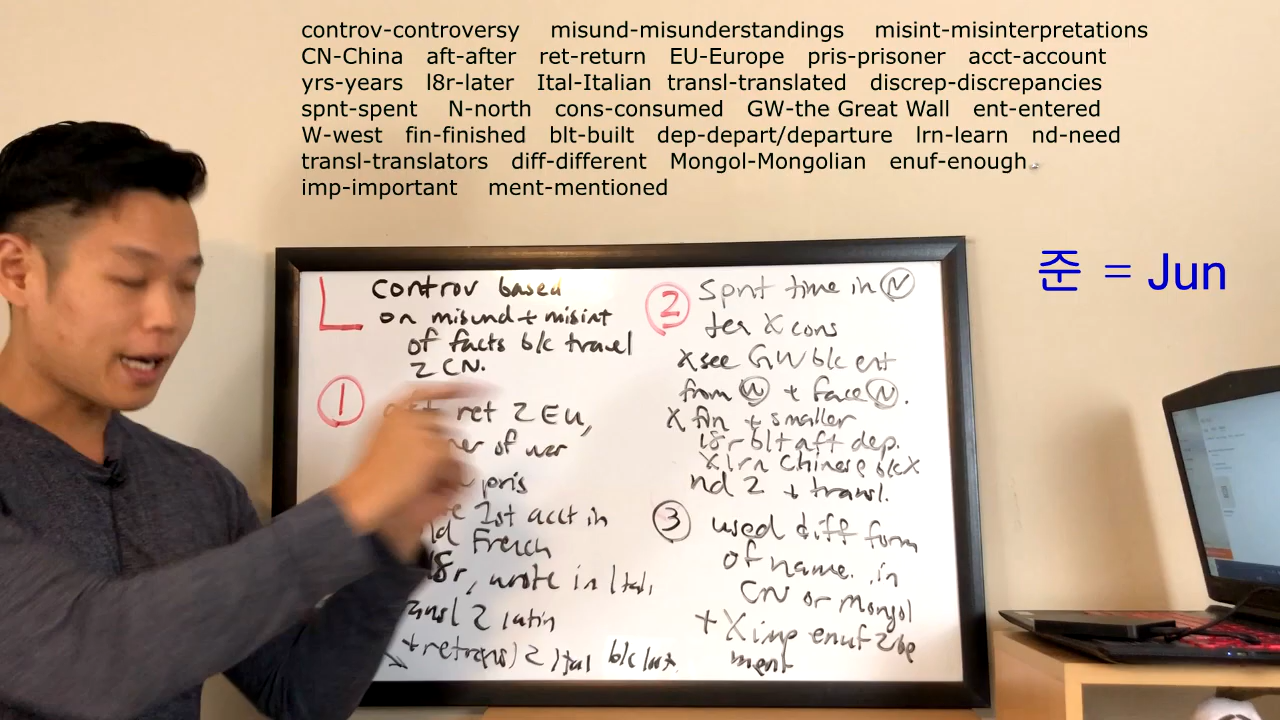 controv-controversy misund-misunderstandings misint-misinterpretations
CN-China aft-after ret-return EU-Europe pris-prisoner acct-account
yrs-years l8r-later Ital-Italian transl-translated discrep-discrepancies
spnt-spent N-north cons-consumed GW-the Great Wall ent-entered
W-west fin-finished blt-built dep-depart/departure lrn-learn nd-need
transl-translators diff-different Mongol-Mongolian enuf-enough
imp-important ment-mentioned
준 = Jun
L
controv based
on misund + misint
of facts b/c travel
2 CN.
1
ret 2 EU,
of war
pris
1st acct in
French
l8r, wrote in Ital,
2 latin
+ retransl 2 Ital b/c lost
2
spnt time in N
tea X cons
X see GW b/c ent
from W + face N.
X fin + smaller
l8r blt aft dep.
X lrn Chinese b/c X
nd 2 + transl.
3
used diff form
of name. in
CN or Mongol
+ X imp enuf 2 be
ment